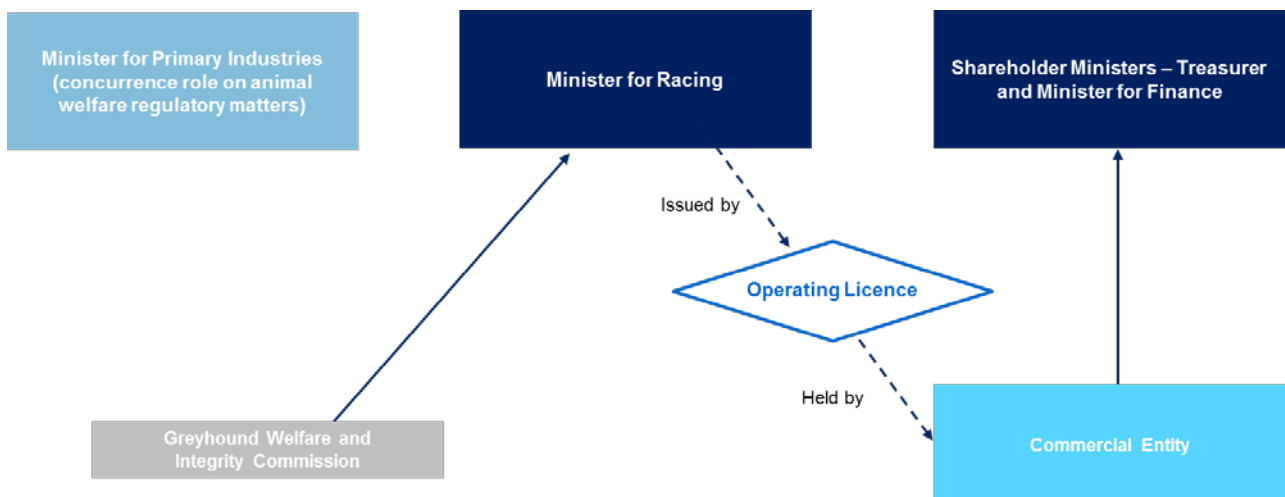 Minister for Primary Industries
(concurrence role on animal
welfare regulatory matters)
Minister for Racing
Shareholder Ministers – Treasurer
and Minister for Finance
Issued by
Operating Licence
Held by
Greyhound Welfare and
Integrity Commission
Commercial Entity